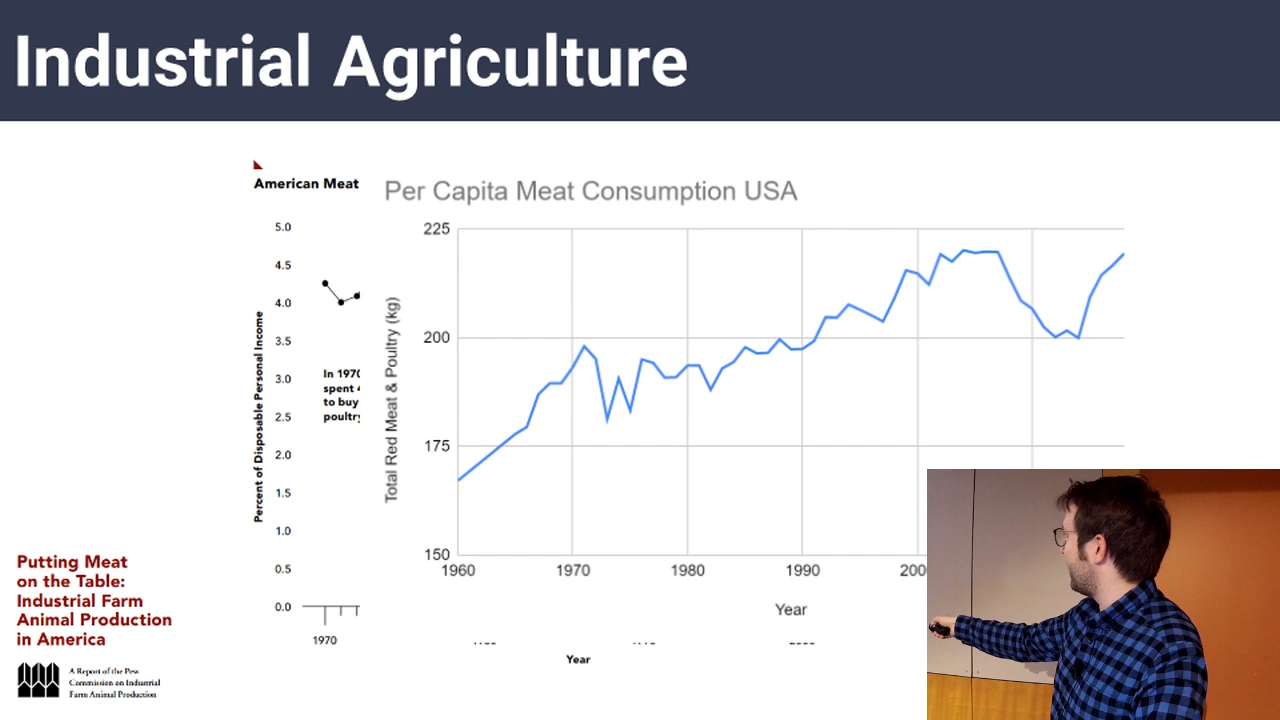 Industrial Agriculture
American Meat
Per Capita Meat Consumption USA
5.0
4.5
4.0
3.5
3.0
2.5
2.0
1.5
1.0
0.5
0.0
Percent of Disposable Personal Income
In 1970
spent
to buy
poultry
1970
Year
225
200
175
150
Total Red Meat & Poultry (kg)
1960
1970
1980
1990
200
Year
Putting Meat
on the Table:
Industrial Farm
Animal Production
in America
A Report of the Pew
Commission on Industrial
Farm Animal Production